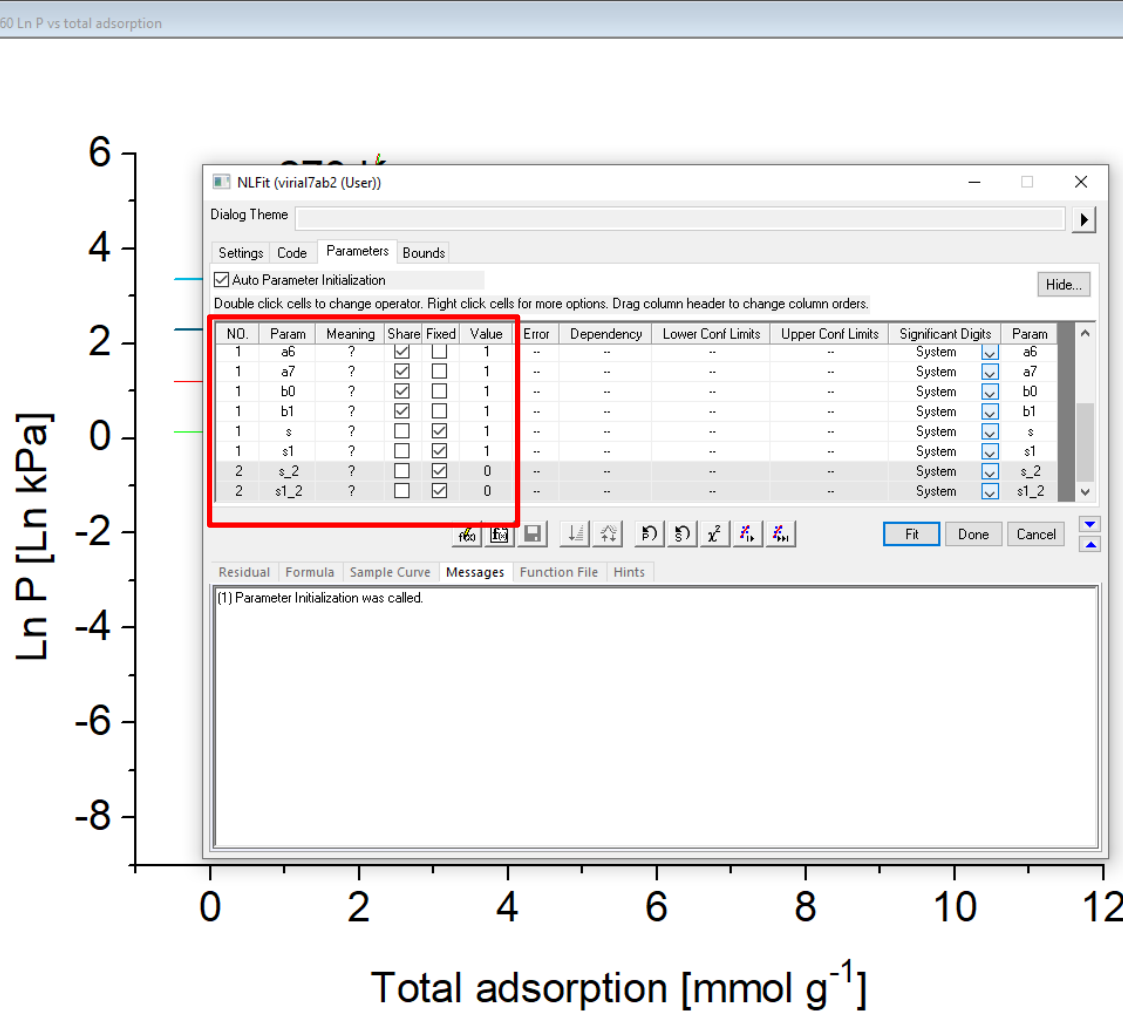 60 Ln P vs total adsorption
6
4
2
0
-2
-4
-6
-8
Ln P [Ln kPa]
NLFit (virial7ab2 (User))
Dialog Theme
Settings Code Parameters Bounds
Auto Parameter Initialization
Hide...
Double click cells to change operator. Right click cells for more options. Drag column header to change column orders.
NO. Param Meaning Share Fixed Value Error Dependency Lower Conf Limits Upper Conf Limits Significant Digits Param
1 a6 ? 1 -- -- -- -- System a6
1 a7 ? 1 -- -- -- -- System a7
1 b0 ? 1 -- -- -- -- System b0
1 b1 ? 1 -- -- -- -- System b1
1 s ? 1 -- -- -- -- System s
1 s1 ? 1 -- -- -- -- System s1
2 s_2 ? 0 -- -- -- -- System s_2
2 s1_2 ? 0 -- -- -- -- System s1_2
Fit Done Cancel
Residual Formula Sample Curve Messages Function File Hints
(1) Parameter Initialization was called.
0 2 4 6 8 10 12
Total adsorption [mmol g⁻¹]